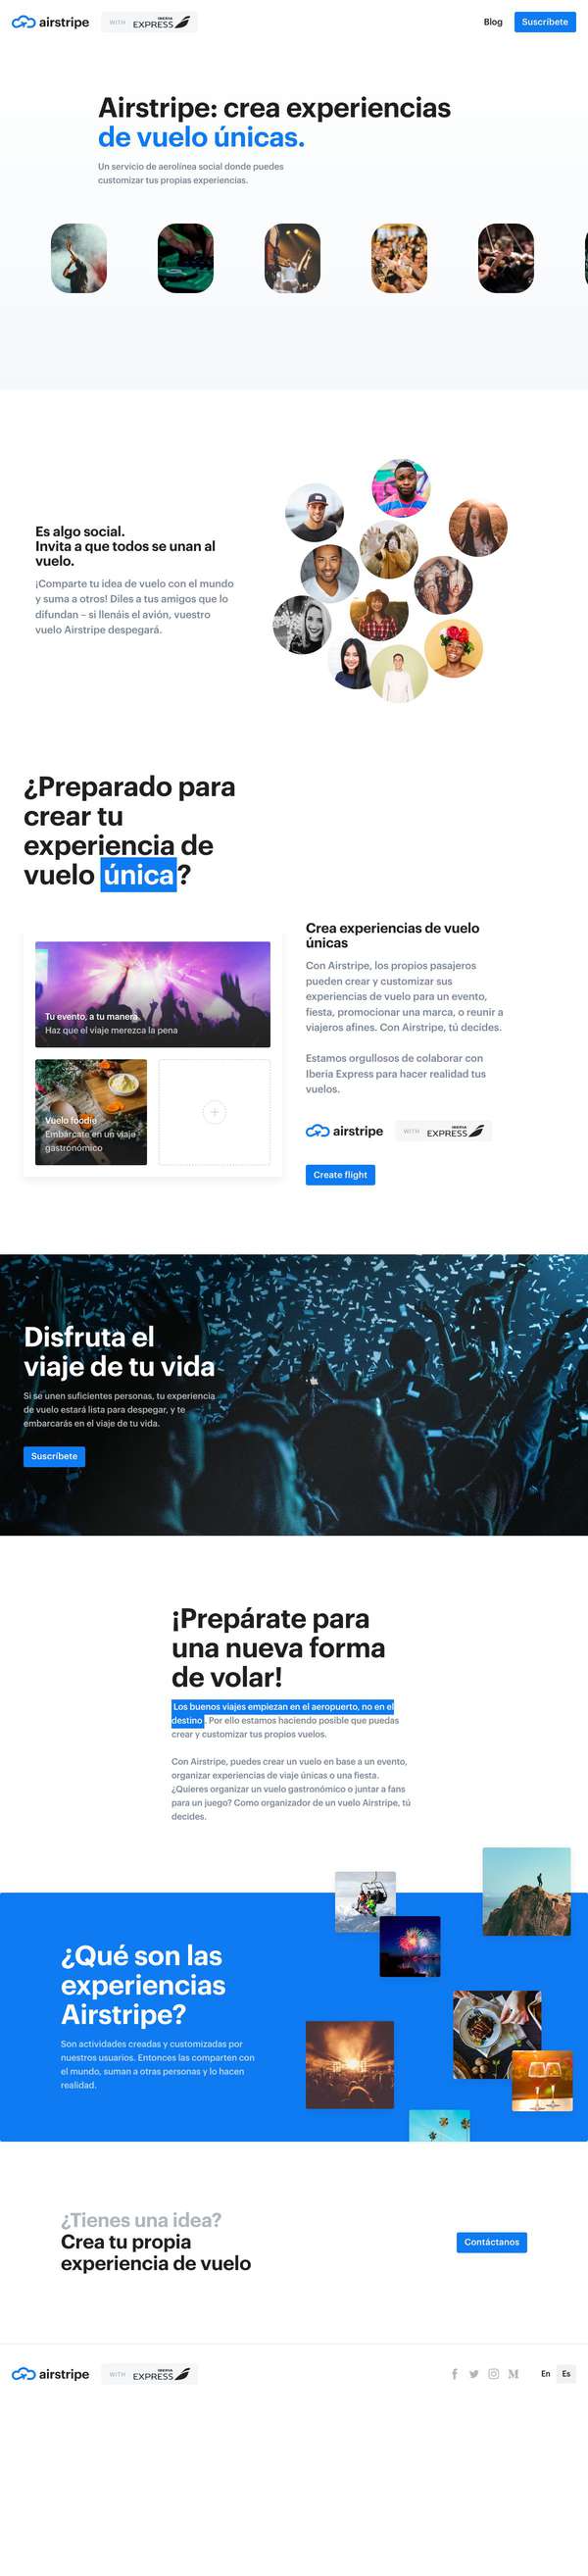 airstripe WITH IBERIA EXPRESS Blog Suscríbete
Airstripe: crea experiencias
de vuelo únicas.
Un servicio de aerolínea social donde puedes
customizar tus propias experiencias.
Es algo social.
Invita a que todos se unan al
vuelo.
¡Comparte tu idea de vuelo con el mundo
y suma a otros! Diles a tus amigos que lo
difundan – si llenáis el avión, vuestro
vuelo Airstripe despegará.
¿Preparado para
crear tu
experiencia de
vuelo única?
Tu evento, a tu manera.
Haz que el viaje merezca la pena
Vuelo foodie
Embárcate en un viaje
gastronómico
Crea experiencias de vuelo
únicas
Con Airstripe, los propios pasajeros
pueden crear y customizar sus
experiencias de vuelo para un evento,
fiesta, promocionar una marca, o reunir a
viajeros afines. Con Airstripe, tú decides.
Estamos orgullosos de colaborar con
Iberia Express para hacer realidad tus
vuelos.
airstripe WITH IBERIA EXPRESS
Create flight
Disfruta el
viaje de tu vida
Si se unen suficientes personas, tu experiencia
de vuelo estará lista para despegar, y te
embarcarás en el viaje de tu vida.
Suscríbete
¡Prepárate para
una nueva forma
de volar!
Los buenos viajes empiezan en el aeropuerto, no en el
destino. Por ello estamos haciendo posible que puedas
crear y customizar tus propios vuelos.
Con Airstripe, puedes crear un vuelo en base a un evento,
organizar experiencias de viaje únicas o una fiesta.
¿Quieres organizar un vuelo gastronómico o juntar a fans
para un juego? Como organizador de un vuelo Airstripe, tú
decides.
¿Qué son las
experiencias
Airstripe?
Son actividades creadas y customizadas por
nuestros usuarios. Entonces las comparten con
el mundo, suman a otras personas y lo hacen
realidad.
¿Tienes una idea?
Crea tu propia
experiencia de vuelo
Contáctanos
airstripe WITH IBERIA EXPRESS En Es